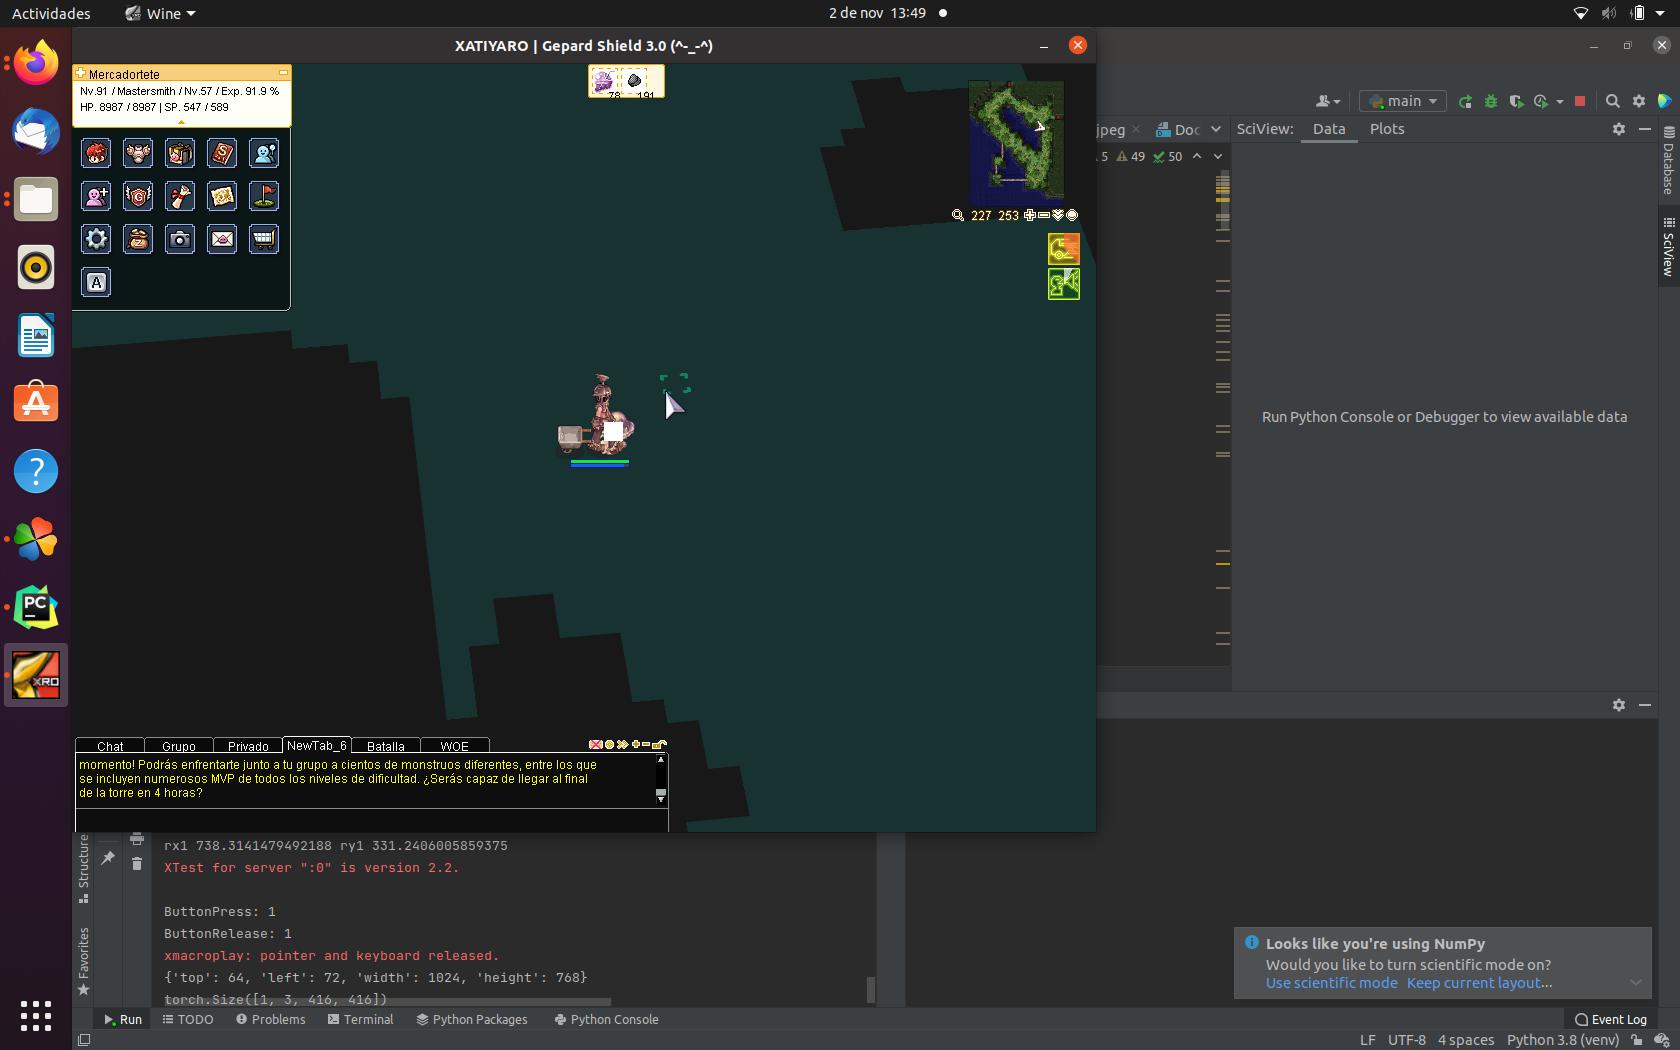 Actividades
Wine
2 de nov 13:49
XATIYARO | Gepard Shield 3.0 (^-_-^)
Mercadortete
Nv.91 / Mastersmith / Nv.57 / Exp. 91.9 %
HP. 8987 / 8987 | SP. 547 / 589
78
191
227 253
A
main
jpeg
Doc
SciView:
Data
Plots
5
49
50
Database
SciView
Run Python Console or Debugger to view available data
PC
XRO
Chat
Grupo
Privado
NewTab_6
Batalla
WOE
momento! Podrás enfrentarte junto a tu grupo a cientos de monstruos diferentes, entre los que
se incluyen numerosos MVP de todos los niveles de dificultad. ¿Serás capaz de llegar al final
de la torre en 4 horas?
Structure
Favorites
rx1 738.3141479492188 ry1 331.2406005859375
XTest for server ":0" is version 2.2.
ButtonPress: 1
ButtonRelease: 1
xmacroplay: pointer and keyboard released.
{'top': 64, 'left': 72, 'width': 1024, 'height': 768}
torch.Size([1, 3, 416, 416])
Looks like you're using NumPy
Would you like to turn scientific mode on?
Use scientific mode Keep current layout...
Run
TODO
Problems
Terminal
Python Packages
Python Console
Event Log
LF
UTF-8
4 spaces
Python 3.8 (venv)